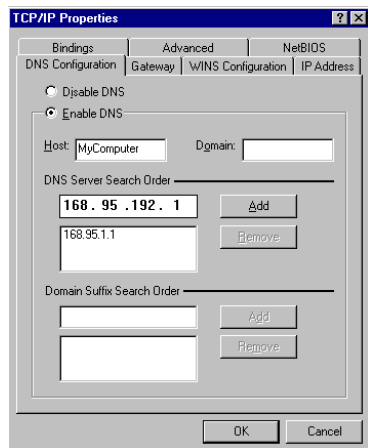 TCP/IP Properties
Bindings Advanced NetBIOS
DNS Configuration Gateway WINS Configuration IP Address
Disable DNS
Enable DNS
Host: MyComputer Domain:
DNS Server Search Order
168 . 95 .192 . 1 Add
168.95.1.1 Remove
Domain Suffix Search Order
Add
Remove
OK Cancel